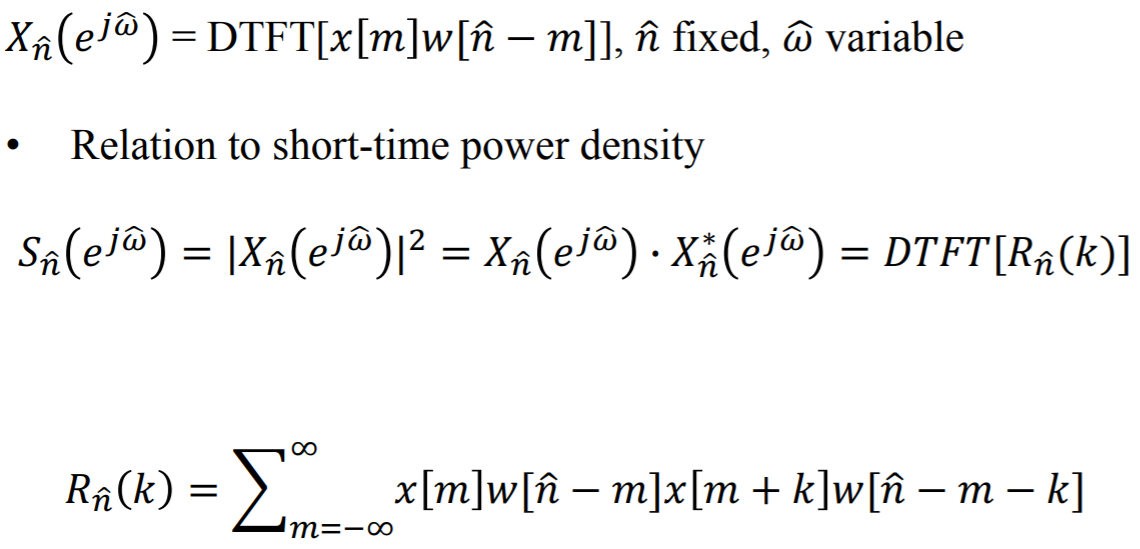 X_n̂(e^{jω̂}) = DTFT[x[m]w[n̂ − m]], n̂ fixed, ω̂ variable
• Relation to short-time power density
S_n̂(e^{jω̂}) = |X_n̂(e^{jω̂})|² = X_n̂(e^{jω̂}) · X*_n̂(e^{jω̂}) = DTFT[R_n̂(k)]
R_n̂(k) = ∑_{m=−∞}^{∞} x[m]w[n̂ − m]x[m + k]w[n̂ − m − k]